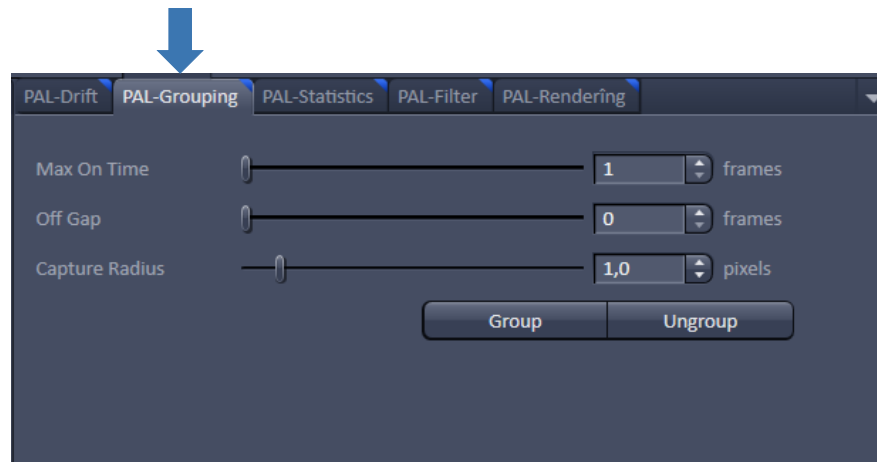 PAL-Drift PAL-Grouping PAL-Statistics PAL-Filter PAL-Rendering
Max On Time 1 frames
Off Gap 0 frames
Capture Radius 1,0 pixels
Group Ungroup